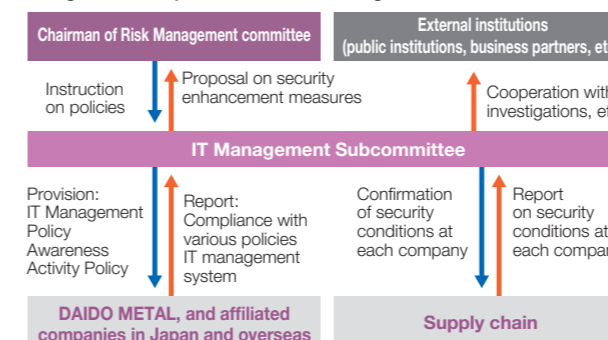 Chairman of Risk Management committee
External institutions
(public institutions, business partners, et
Instruction
on policies
Proposal on security
enhancement measures
Cooperation with
investigations, et
IT Management Subcommittee
Provision:
IT Management
Policy
Awareness
Activity Policy
Report:
Compliance with
various policies
IT management
system
Confirmation
of security
conditions at
each company
Report
on security
conditions at
each compan
DAIDO METAL, and affiliated
companies in Japan and overseas
Supply chain